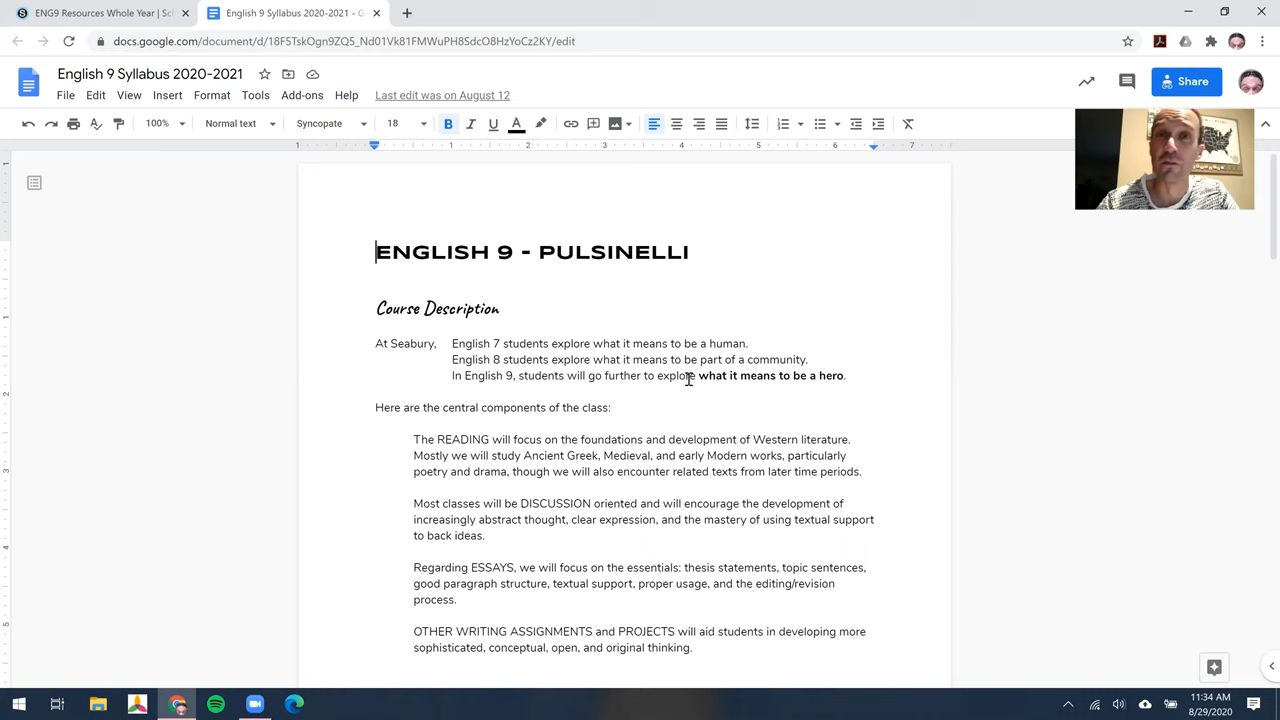 ENG9 Resources Whole Year | Sch
English 9 Syllabus 2020-2021 - G
docs.google.com/document/d/18F5TskOgn9ZQ5_Nd01Vk81FMWuPH8SdcO8HzYoCz2KY/edit
English 9 Syllabus 2020-2021
File Edit View Insert Format Tools Add-ons Help Last edit was on August 12
Share
100% Normal text Syncopate 18 B I U A
1 1 2 3 4 5 6 7
ENGLISH 9 - PULSINELLI
Course Description
At Seabury, English 7 students explore what it means to be a human.
English 8 students explore what it means to be part of a community.
In English 9, students will go further to explore what it means to be a hero.
Here are the central components of the class:
The READING will focus on the foundations and development of Western literature.
Mostly we will study Ancient Greek, Medieval, and early Modern works, particularly
poetry and drama, though we will also encounter related texts from later time periods.
Most classes will be DISCUSSION oriented and will encourage the development of
increasingly abstract thought, clear expression, and the mastery of using textual support
to back ideas.
Regarding ESSAYS, we will focus on the essentials: thesis statements, topic sentences,
good paragraph structure, textual support, proper usage, and the editing/revision
process.
OTHER WRITING ASSIGNMENTS and PROJECTS will aid students in developing more
sophisticated, conceptual, open, and original thinking.
11:34 AM
8/29/2020